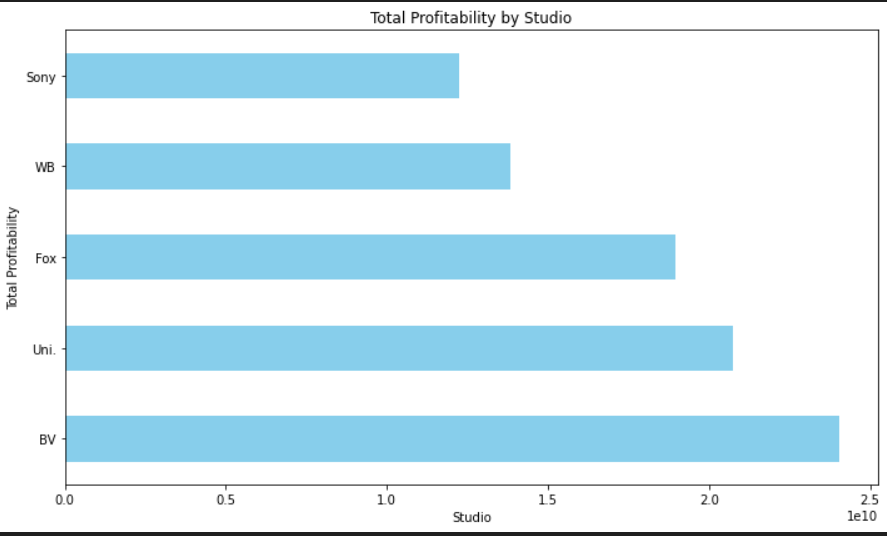 Total Profitability by Studio
Total Profitability
Sony
WB
Fox
Uni.
BV
0.0 0.5 1.0 1.5 2.0 2.5
1e10
Studio